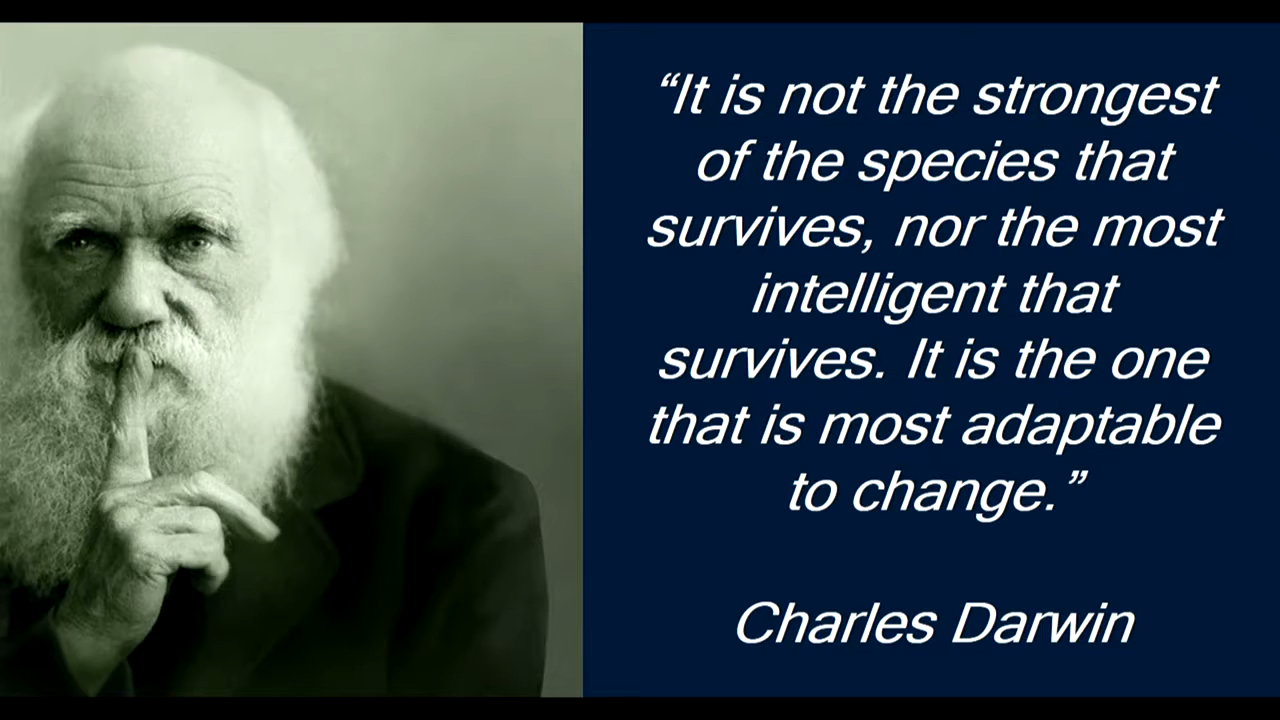 “It is not the strongest
of the species that
survives, nor the most
intelligent that
survives. It is the one
that is most adaptable
to change.”
Charles Darwin